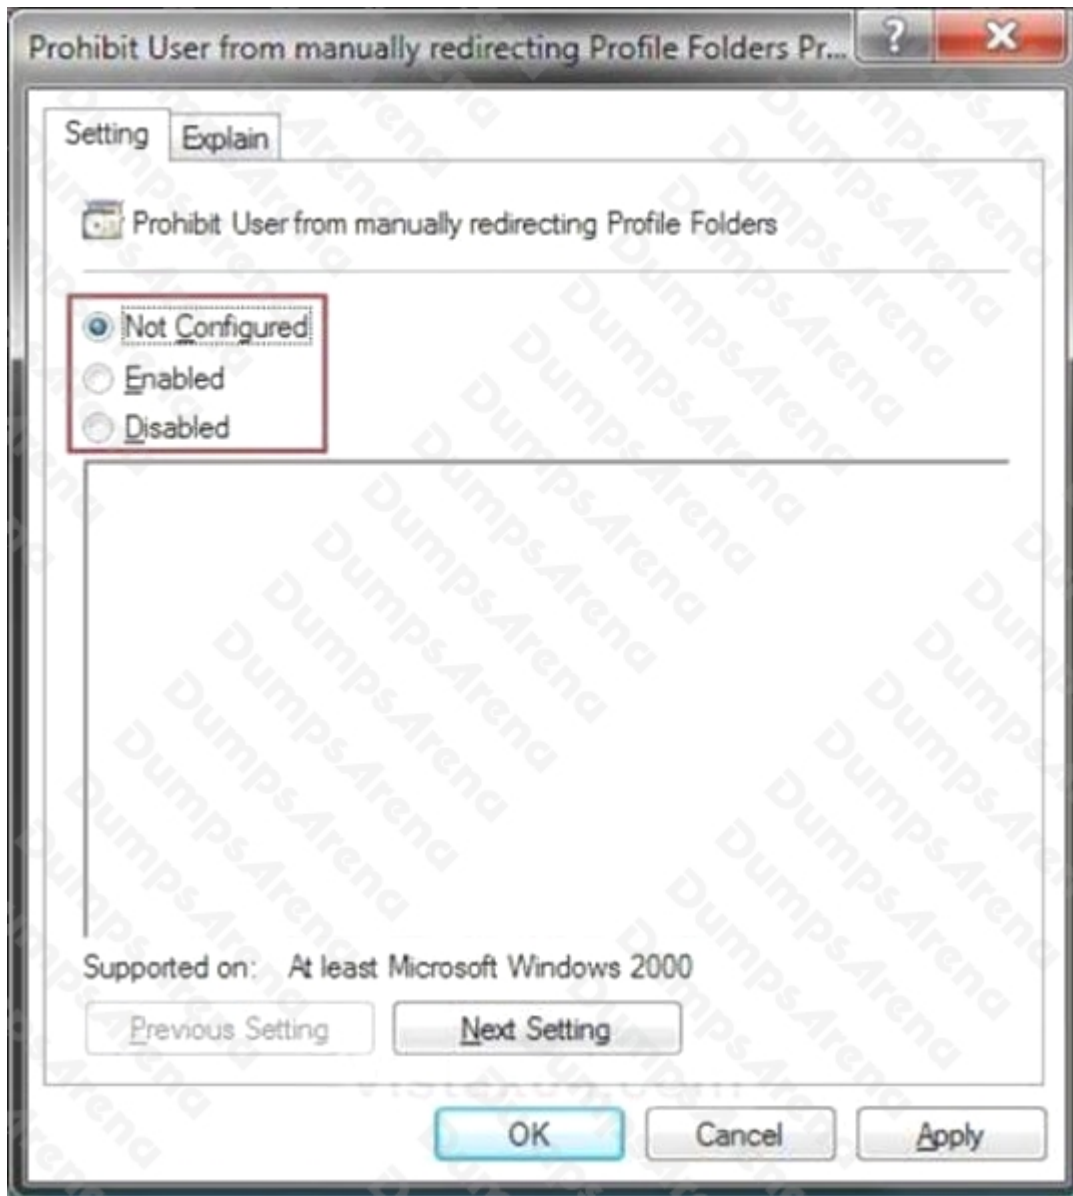 Prohibit User from manually redirecting Profile Folders Pr...
Setting
Explain
Prohibit User from manually redirecting Profile Folders
Not Configured
Enabled
Disabled
Supported on: At least Microsoft Windows 2000
Previous Setting
Next Setting
OK
Cancel
Apply
DumpsArena